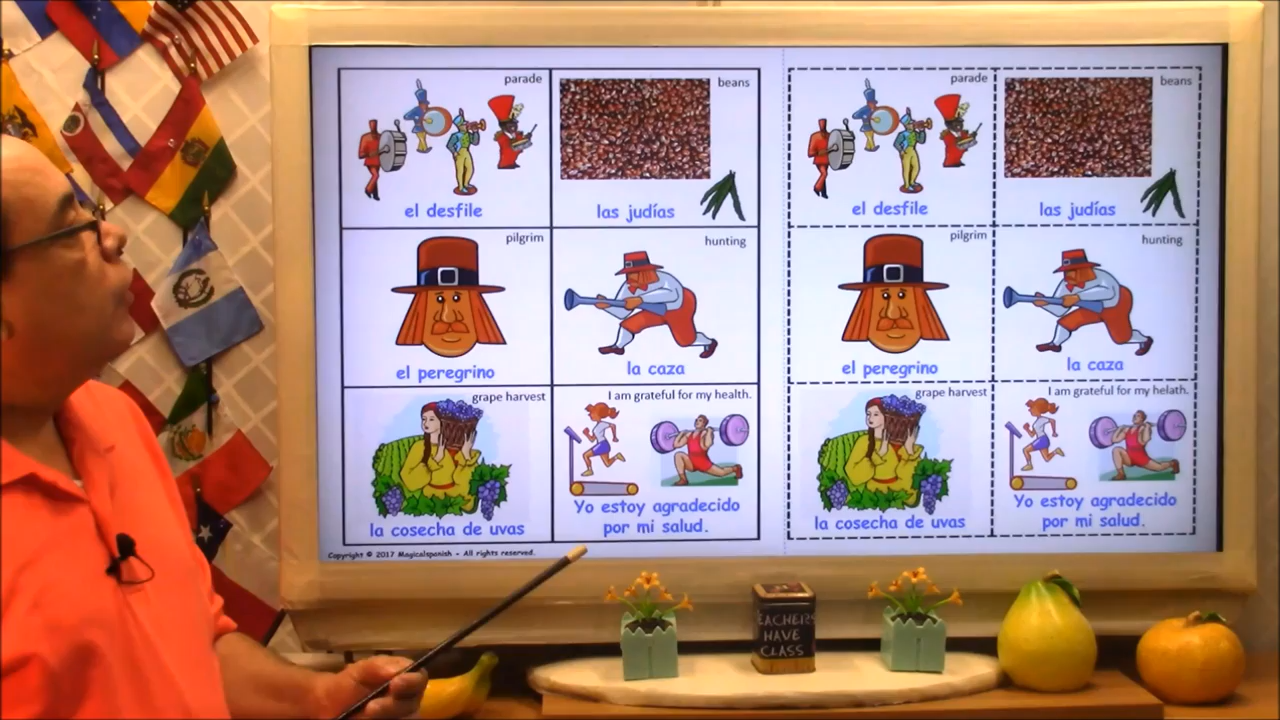 parade
el desfile
beans
las judías
pilgrim
el peregrino
hunting
la caza
grape harvest
la cosecha de uvas
I am grateful for my health.
Yo estoy agradecido
por mi salud.
Copyright © 2017 Magicalspanish - All rights reserved.
parade
el desfile
beans
las judías
pilgrim
el peregrino
hunting
la caza
grape harvest
la cosecha de uvas
I am grateful for my helath.
Yo estoy agradecido
por mi salud.
EACHERS
HAVE
CLASS